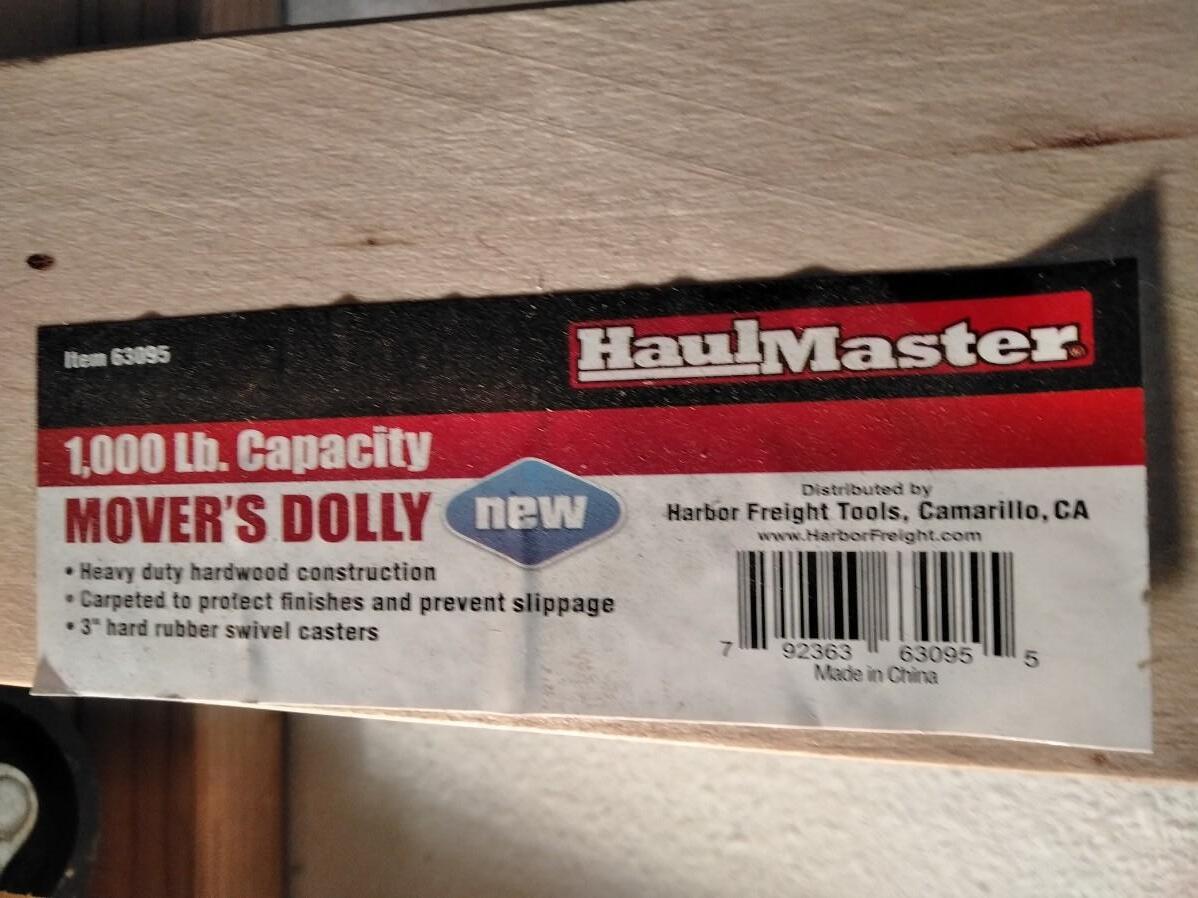 Item 63095
HaulMaster®
1,000 Lb. Capacity
MOVER'S DOLLY
new
• Heavy duty hardwood construction
• Carpeted to protect finishes and prevent slippage
• 3" hard rubber swivel casters
Distributed by
Harbor Freight Tools, Camarillo, CA
www.HarborFreight.com
7 92363 63095 5
Made in China